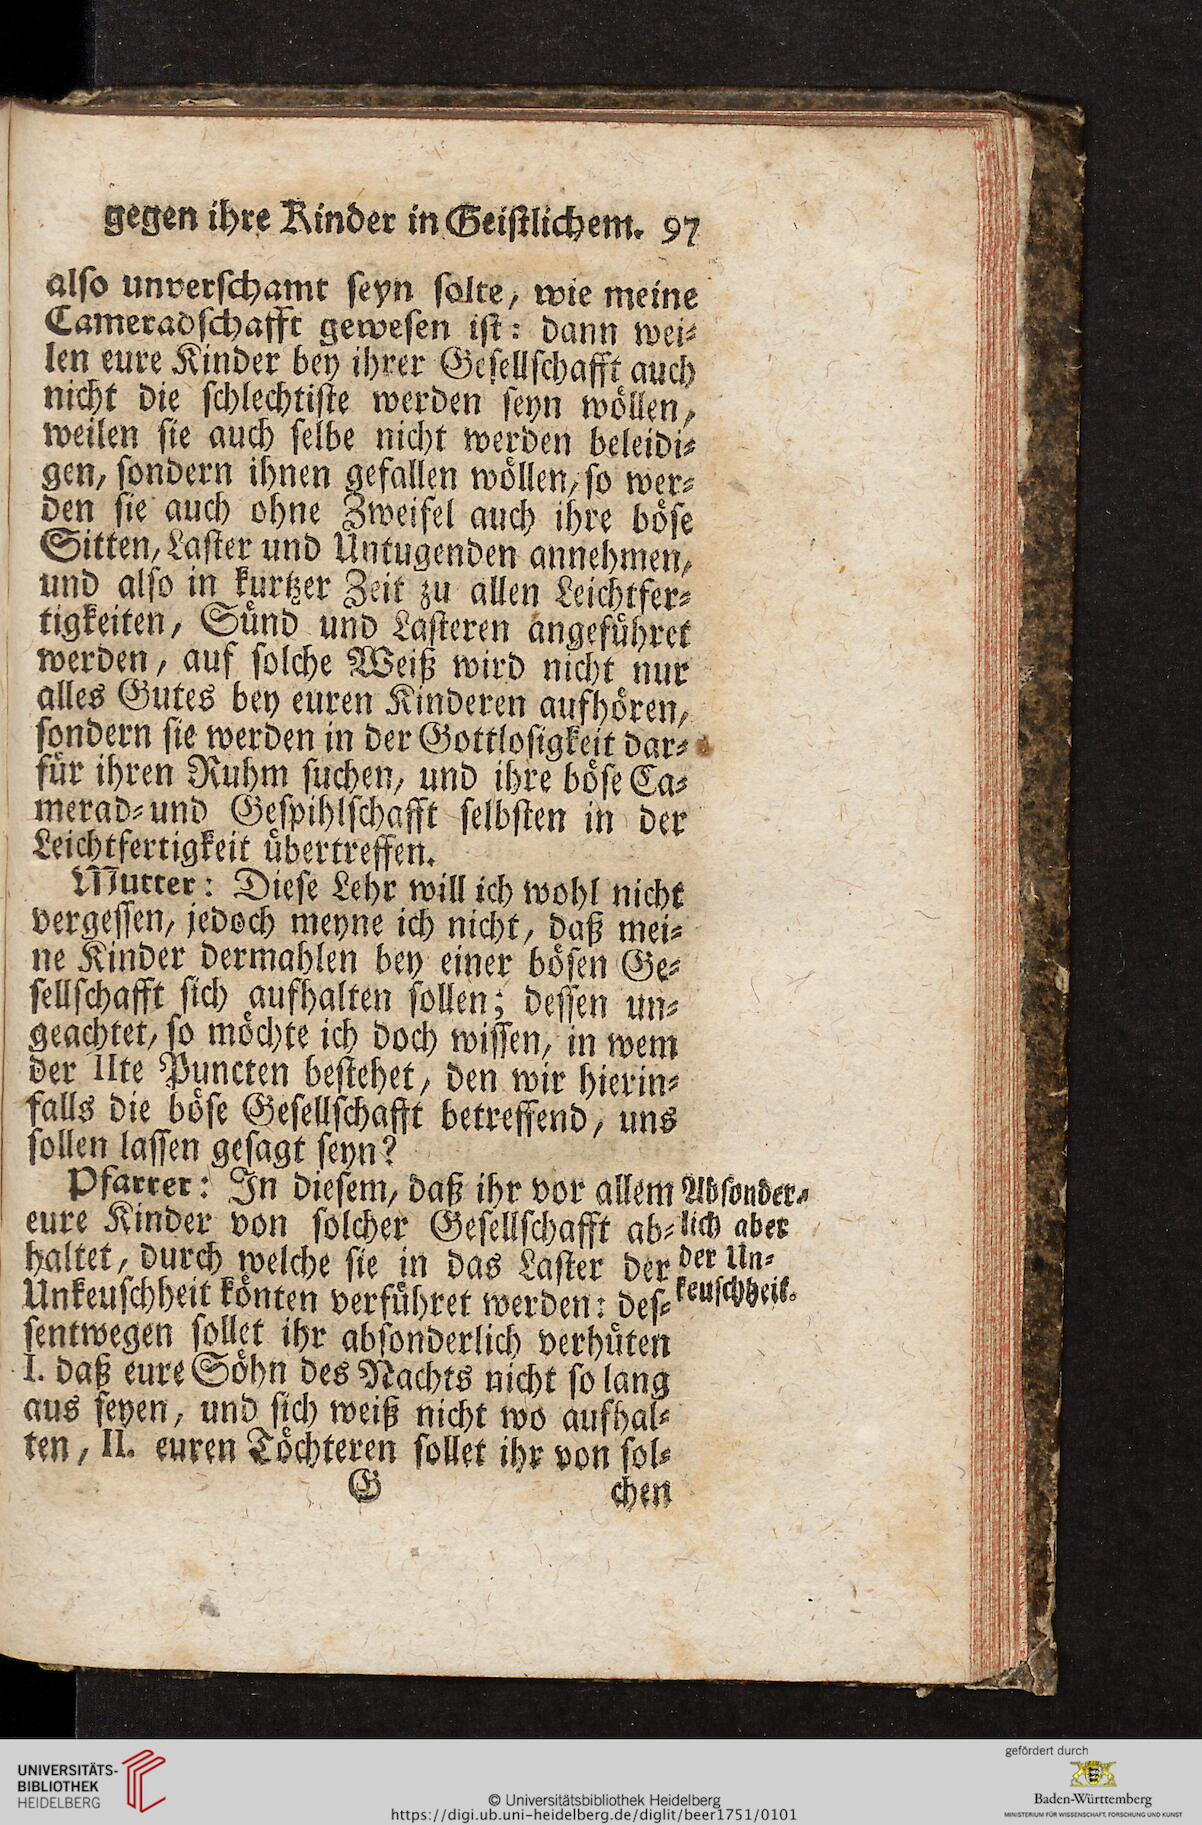 gegen ihre Kinder in Geistlichem. 97
also unverschamt seyn solte, wie meine
Cameradschafft gewesen ist: dann wei-
len eure Kinder bey ihrer Gesellschafft auch
nicht die schlechtiste werden seyn wöllen,
weilen sie auch selbe nicht werden beleidi-
gen, sondern ihnen gefallen wöllen, so wer-
den sie auch ohne Zweifel auch ihre böse
Sitten, Laster und Untugenden annehmen,
und also in kurtzer Zeit zu allen Leichtfer-
tigkeiten, Sünd und Lasteren angeführet
werden, auf solche Weiß wird nicht nur
alles Gutes bey euren Kinderen aufhören,
sondern sie werden in der Gottlosigkeit dar-
für ihren Ruhm suchen, und ihre böse Ca-
merad- und Gespihlschafft selbsten in der
Leichtfertigkeit übertreffen.
Mutter: Diese Lehr will ich wohl nicht
vergessen, jedoch meyne ich nicht, daß mei-
ne Kinder dermahlen bey einer bösen Ge-
sellschafft sich aufhalten sollen; dessen un-
geachtet, so möchte ich doch wissen, in wem
der IIte Puncten bestehet, den wir hierin-
falls die böse Gesellschafft betreffend, uns
sollen lassen gesagt seyn?
Pfarrer: In diesem, daß ihr vor allem
eure Kinder von solcher Gesellschafft ab-
haltet, durch welche sie in das Laster der
Unkeuschheit könten verführet werden: des-
sentwegen sollet ihr absonderlich verhüten
I. daß eure Söhn des Nachts nicht so lang
aus seyen, und sich weiß nicht wo aufhal-
ten, II. euren Töchteren sollet ihr von sol-
G chen
Absonder-
lich aber
der Un-
keuschheit.
UNIVERSITÄTS-
BIBLIOTHEK
HEIDELBERG
© Universitätsbibliothek Heidelberg
https://digi.ub.uni-heidelberg.de/diglit/beer1751/0101
gefördert durch
Baden-Württemberg
MINISTERIUM FÜR WISSENSCHAFT, FORSCHUNG UND KUNST